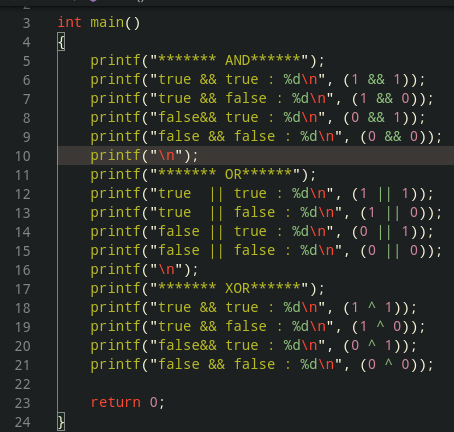 3 int main()
4 {
5 printf("******* AND******");
6 printf("true && true : %d\n", (1 && 1));
7 printf("true && false : %d\n", (1 && 0));
8 printf("false&& true : %d\n", (0 && 1));
9 printf("false && false : %d\n", (0 && 0));
10 printf("\n");
11 printf("******* OR******");
12 printf("true  || true : %d\n", (1 || 1));
13 printf("true  || false : %d\n", (1 || 0));
14 printf("false || true : %d\n", (0 || 1));
15 printf("false || false : %d\n", (0 || 0));
16 printf("\n");
17 printf("******* XOR******");
18 printf("true && true : %d\n", (1 ^ 1));
19 printf("true && false : %d\n", (1 ^ 0));
20 printf("false&& true : %d\n", (0 ^ 1));
21 printf("false && false : %d\n", (0 ^ 0));
22
23 return 0;
24 }